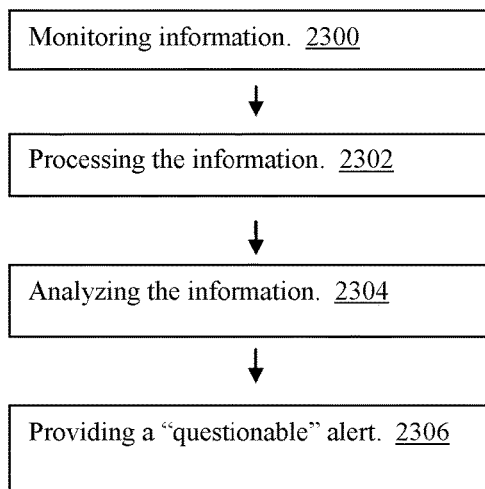 Monitoring information. 2300
Processing the information. 2302
Analyzing the information. 2304
Providing a “questionable” alert. 2306